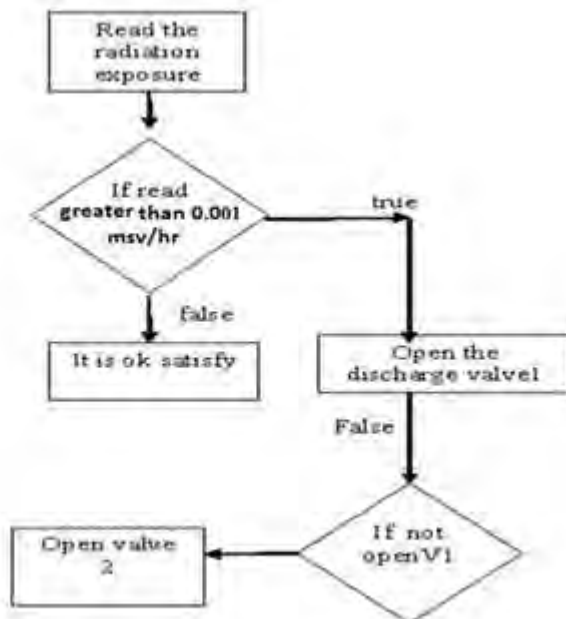 Read the
radiation
exposure
If read
greater than 0.001
msv/hr
true
false
It is ok satisfy
Open the
discharge valve1
False
If not
openV1
Open value
2